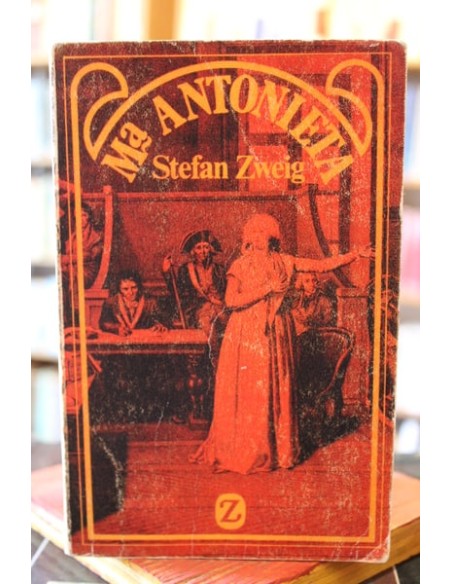 Mª ANTONIETA
Stefan Zweig
Z